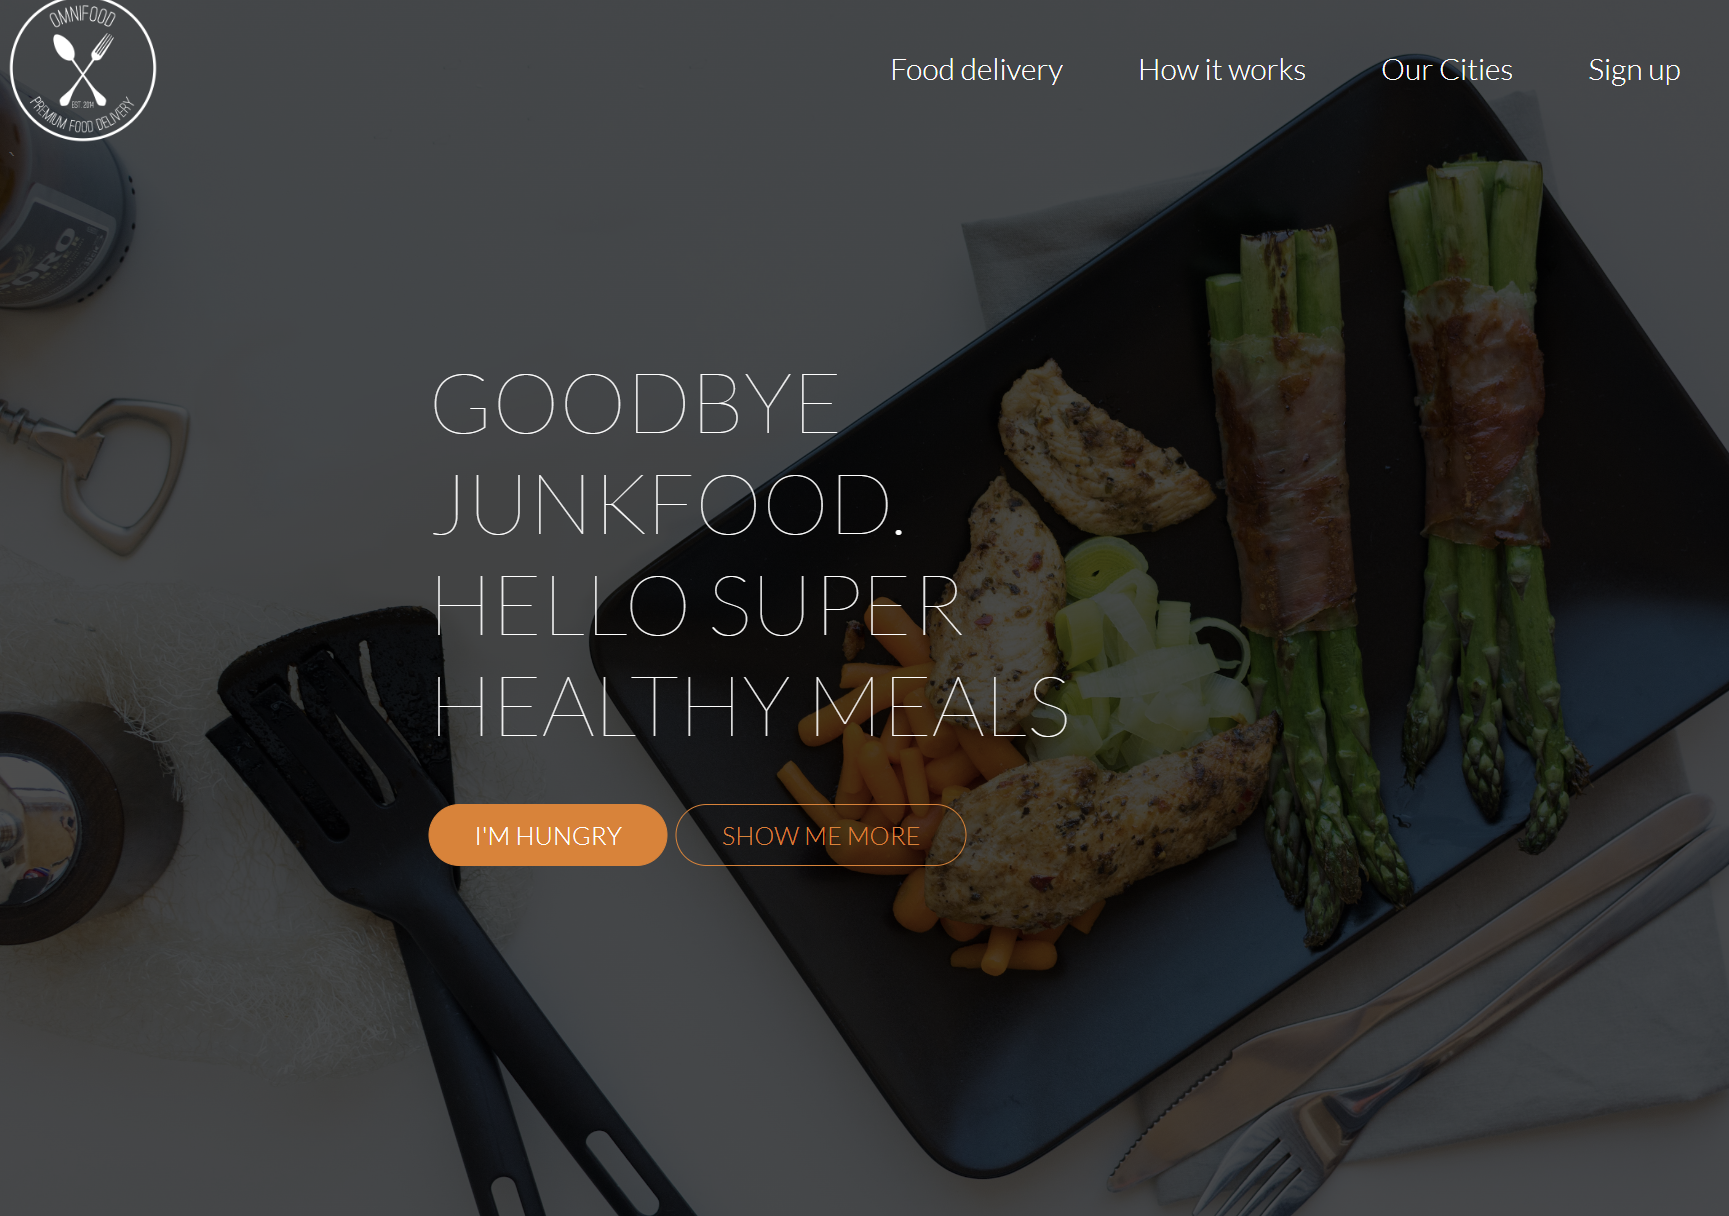 OMNIFOOD
EST. 2014
PREMIUM FOOD DELIVERY
Food delivery
How it works
Our Cities
Sign up
GOODBYE
JUNKFOOD.
HELLO SUPER
HEALTHY MEALS
I'M HUNGRY
SHOW ME MORE